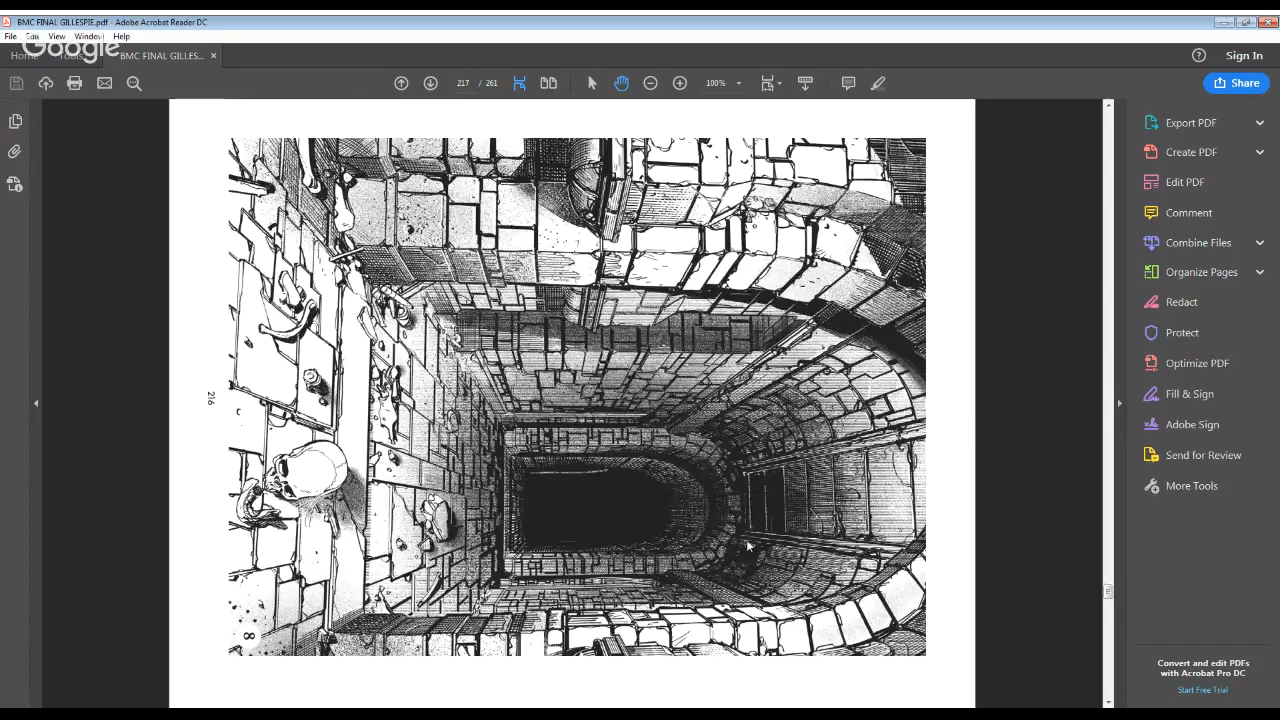 BMC FINAL GILLESPIE.pdf - Adobe Acrobat Reader DC
File Edit View Window Help
Google
Home Tools BMC FINAL GILLES... Sign In
217 / 261 100% Share
Export PDF
Create PDF
Edit PDF
Comment
Combine Files
Organize Pages
Redact
Protect
Optimize PDF
Fill & Sign
Adobe Sign
Send for Review
More Tools
216
8
Convert and edit PDFs
with Acrobat Pro DC
Start Free Trial